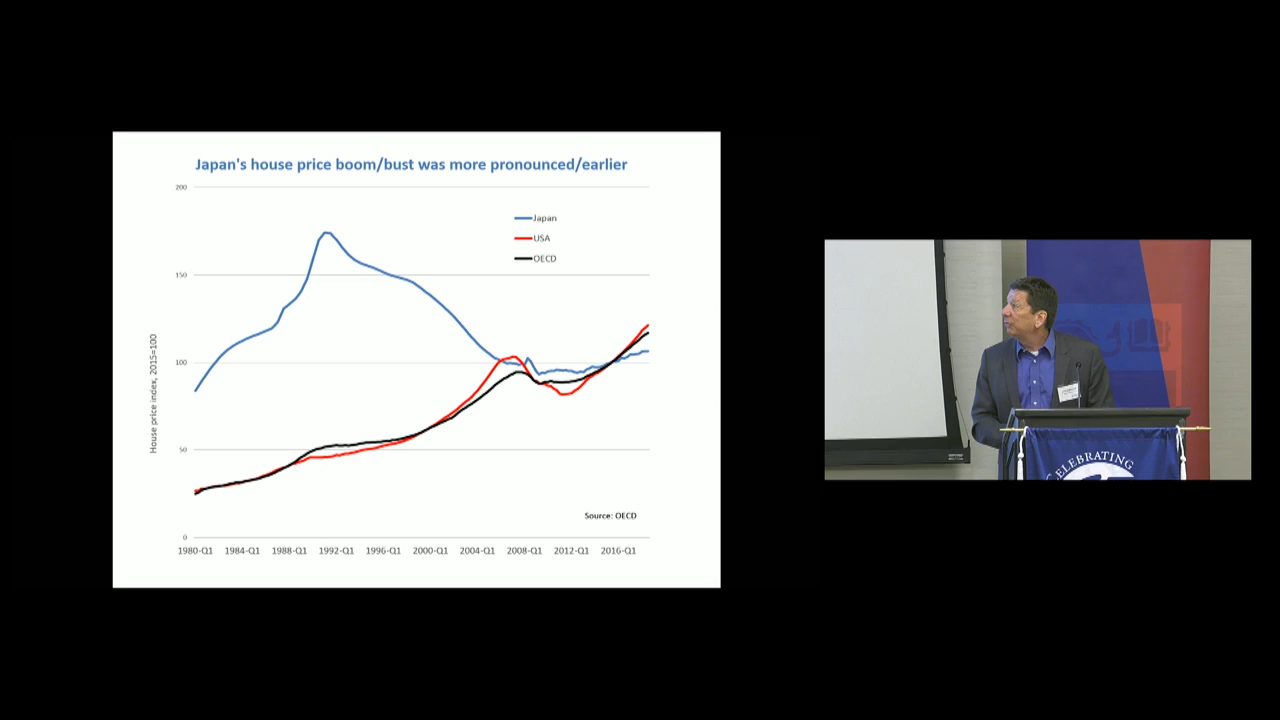 Japan's house price boom/bust was more pronounced/earlier
200
150
100
50
0
House price index, 2015=100
Japan
USA
OECD
Source: OECD
1980-Q1 1984-Q1 1988-Q1 1992-Q1 1996-Q1 2000-Q1 2004-Q1 2008-Q1 2012-Q1 2016-Q1
CELEBRATING